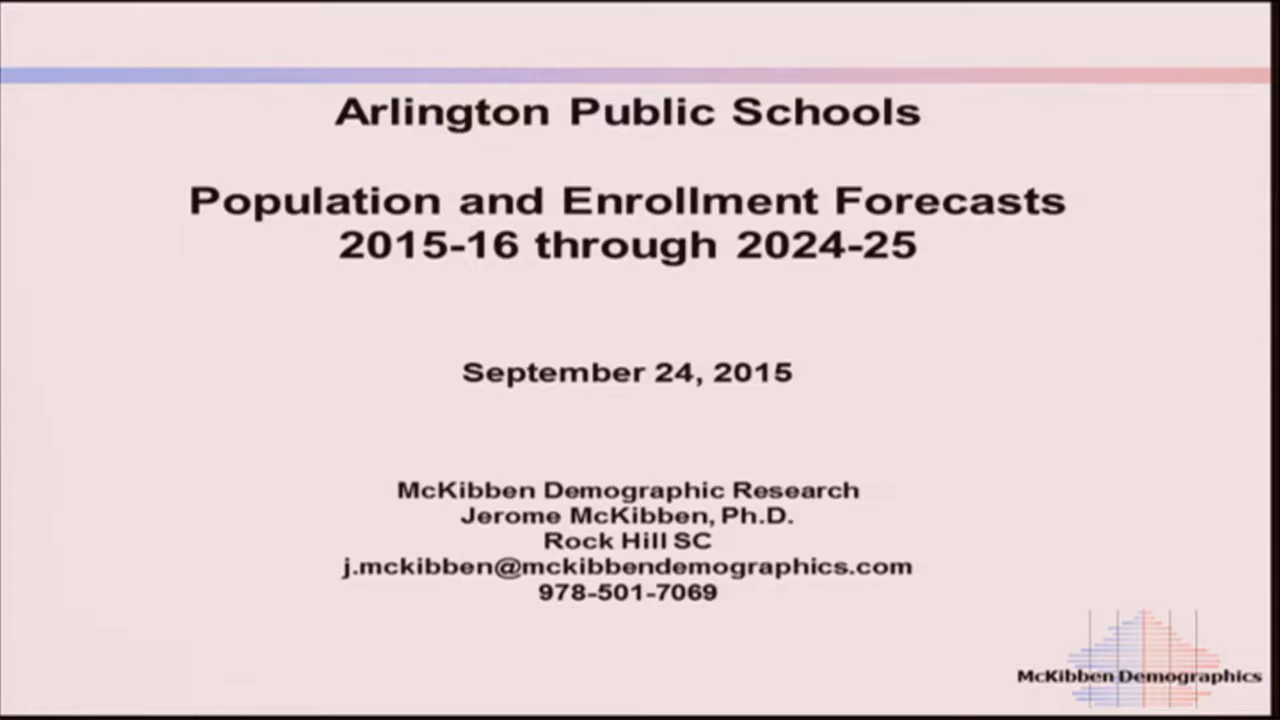 Arlington Public Schools
Population and Enrollment Forecasts
2015-16 through 2024-25
September 24, 2015
McKibben Demographic Research
Jerome McKibben, Ph.D.
Rock Hill SC
j.mckibben@mckibbendemographics.com
978-501-7069
McKibben Demographics